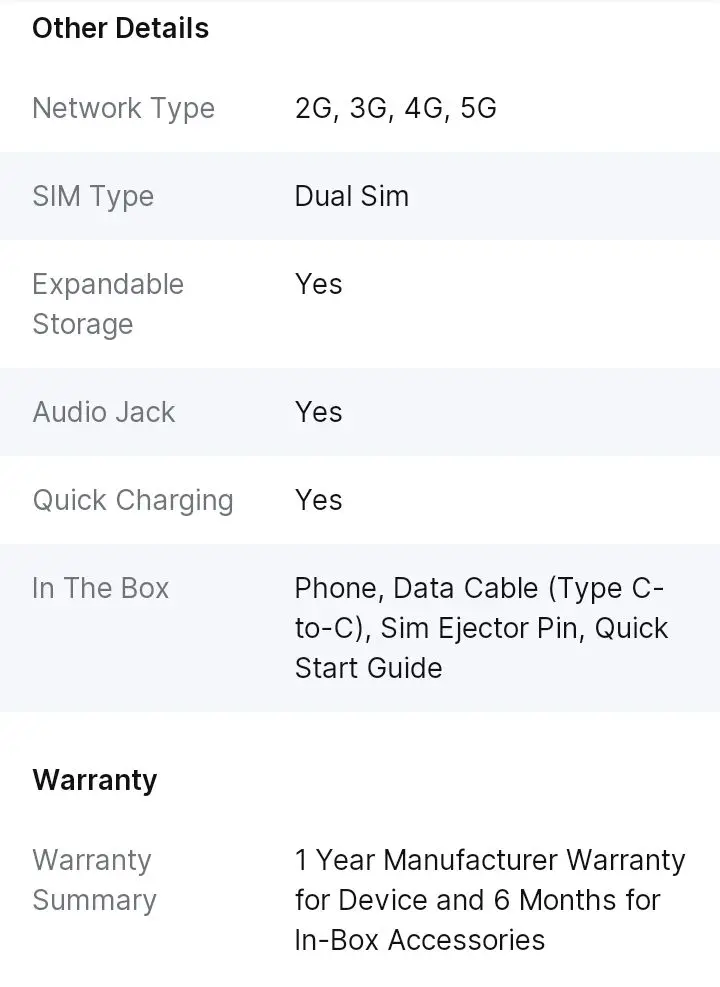 Other Details
Network Type 2G, 3G, 4G, 5G
SIM Type Dual Sim
Expandable Yes
Storage
Audio Jack Yes
Quick Charging Yes
In The Box Phone, Data Cable (Type C-
to-C), Sim Ejector Pin, Quick
Start Guide
Warranty
Warranty 1 Year Manufacturer Warranty
Summary for Device and 6 Months for
In-Box Accessories